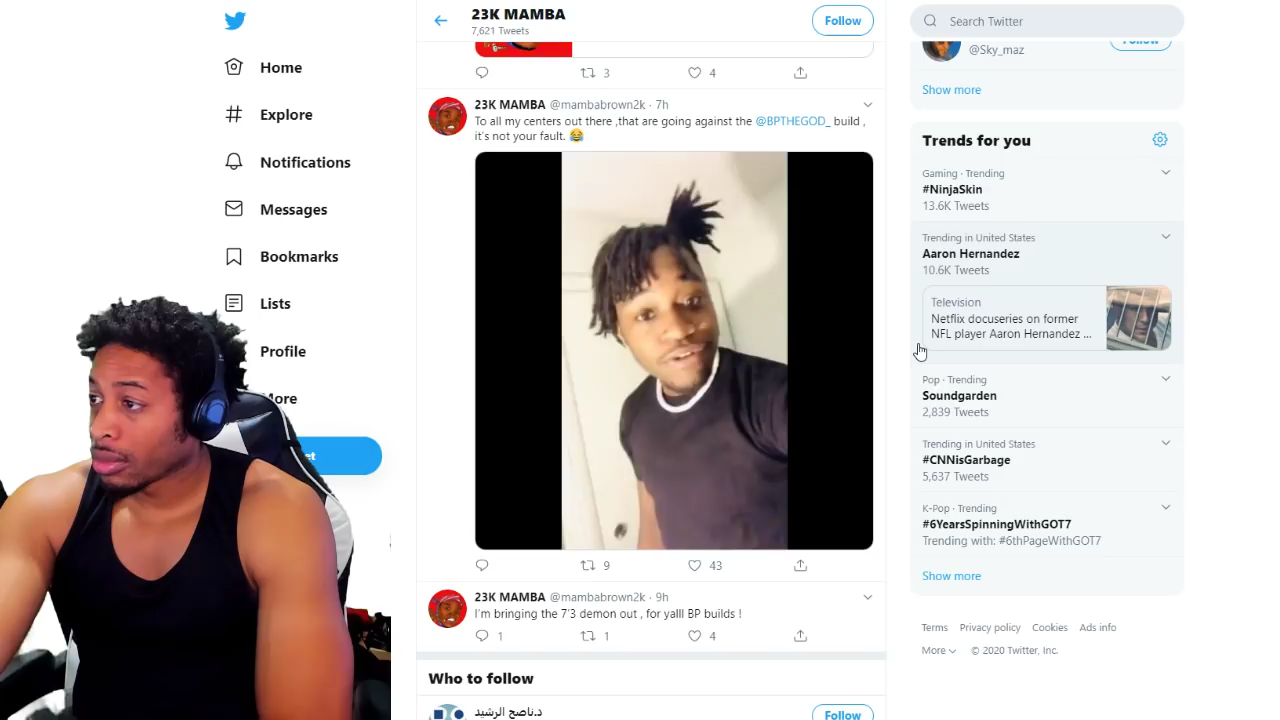 Home
Explore
Notifications
Messages
Bookmarks
Lists
Profile
More
et
23K MAMBA
7,621 Tweets
Follow
3
4
23K MAMBA @mambabrown2k · 7h
To all my centers out there ,that are going against the @BPTHEGOD_ build ,
it's not your fault. 😂
9
43
23K MAMBA @mambabrown2k · 9h
I'm bringing the 7'3 demon out , for yalll BP builds !
1
1
4
Who to follow
د.ناصح الرشيد
Follow
Search Twitter
@Sky_maz
Follow
Show more
Trends for you
Gaming · Trending
#NinjaSkin
13.6K Tweets
Trending in United States
Aaron Hernandez
10.6K Tweets
Television
Netflix docuseries on former
NFL player Aaron Hernandez ...
Pop · Trending
Soundgarden
2,839 Tweets
Trending in United States
#CNNisGarbage
5,637 Tweets
K-Pop · Trending
#6YearsSpinningWithGOT7
Trending with: #6thPageWithGOT7
Show more
Terms Privacy policy Cookies Ads info
More © 2020 Twitter, Inc.